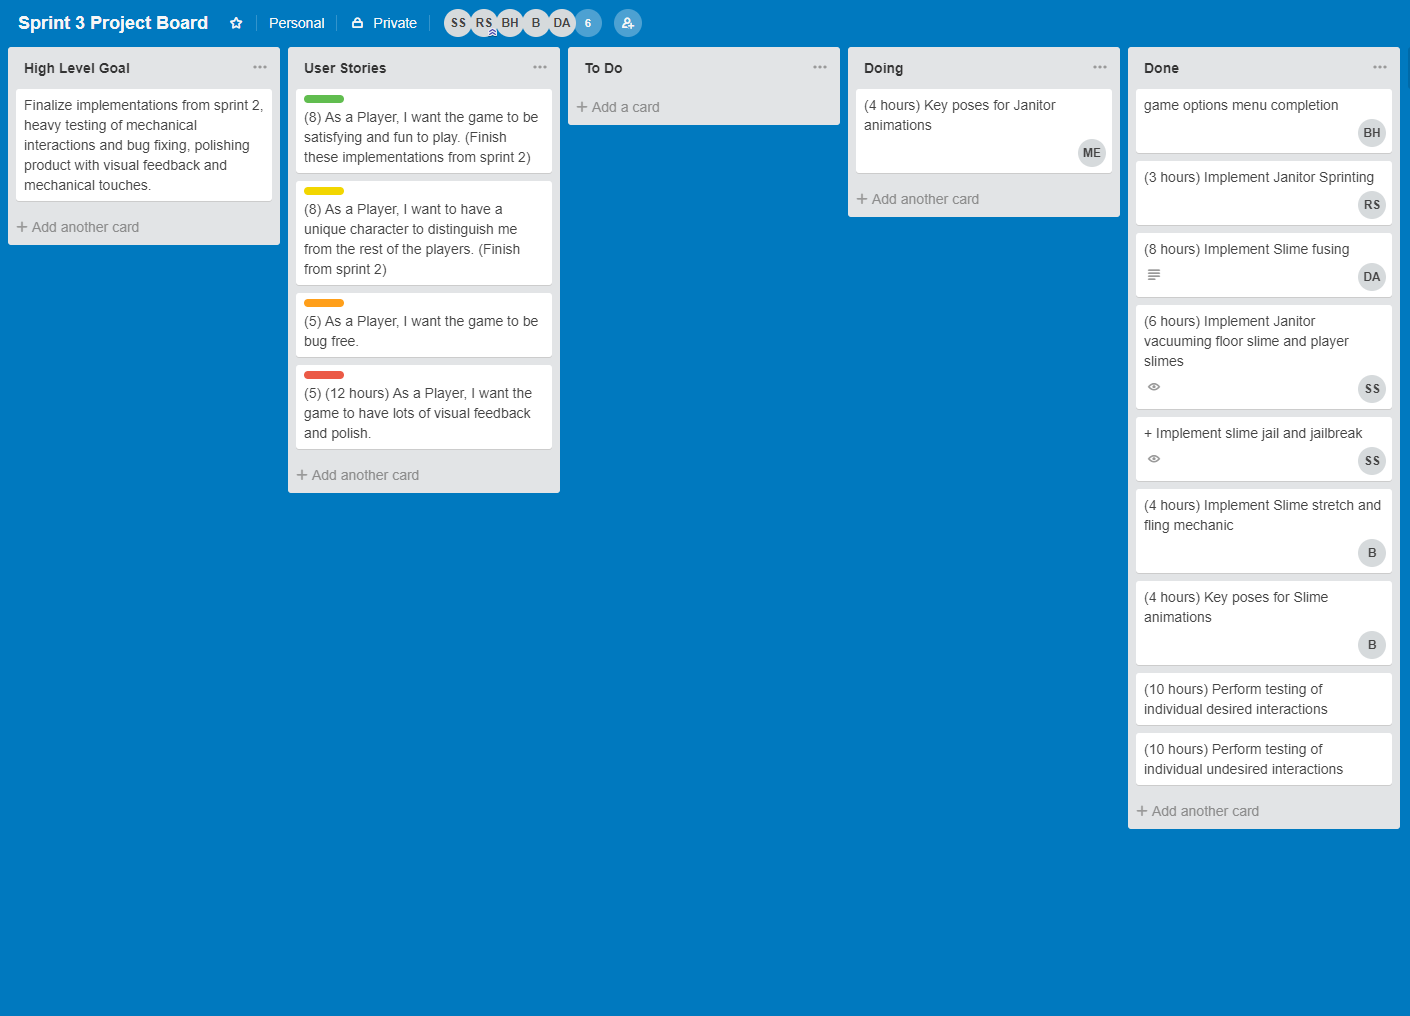 Sprint 3 Project Board
Personal
Private
SS RS BH B DA 6
High Level Goal
Finalize implementations from sprint 2,
heavy testing of mechanical
interactions and bug fixing, polishing
product with visual feedback and
mechanical touches.
+ Add another card
User Stories
(8) As a Player, I want the game to be
satisfying and fun to play. (Finish
these implementations from sprint 2)
(8) As a Player, I want to have a
unique character to distinguish me
from the rest of the players. (Finish
from sprint 2)
(5) As a Player, I want the game to be
bug free.
(5) (12 hours) As a Player, I want the
game to have lots of visual feedback
and polish.
+ Add another card
To Do
+ Add a card
Doing
(4 hours) Key poses for Janitor
animations
ME
+ Add another card
Done
game options menu completion
BH
(3 hours) Implement Janitor Sprinting
RS
(8 hours) Implement Slime fusing
DA
(6 hours) Implement Janitor
vacuuming floor slime and player
slimes
SS
+ Implement slime jail and jailbreak
SS
(4 hours) Implement Slime stretch and
fling mechanic
B
(4 hours) Key poses for Slime
animations
B
(10 hours) Perform testing of
individual desired interactions
(10 hours) Perform testing of
individual undesired interactions
+ Add another card